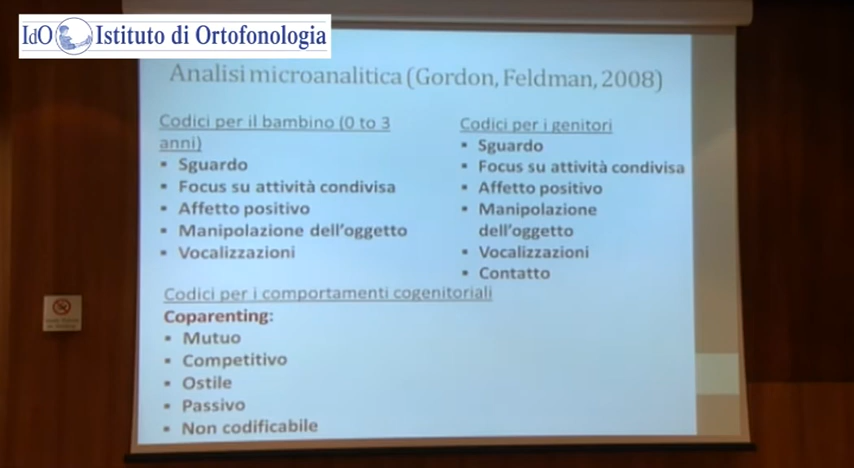 IdO Istituto di Ortofonologia
Analisi microanalitica (Gordon, Feldman, 2008)
Codici per il bambino (0 to 3
anni)
▪ Sguardo
▪ Focus su attività condivisa
▪ Affetto positivo
▪ Manipolazione dell'oggetto
▪ Vocalizzazioni
Codici per i genitori
▪ Sguardo
▪ Focus su attività condivisa
▪ Affetto positivo
▪ Manipolazione
dell'oggetto
▪ Vocalizzazioni
▪ Contatto
Codici per i comportamenti cogenitoriali
Coparenting:
▪ Mutuo
▪ Competitivo
▪ Ostile
▪ Passivo
▪ Non codificabile